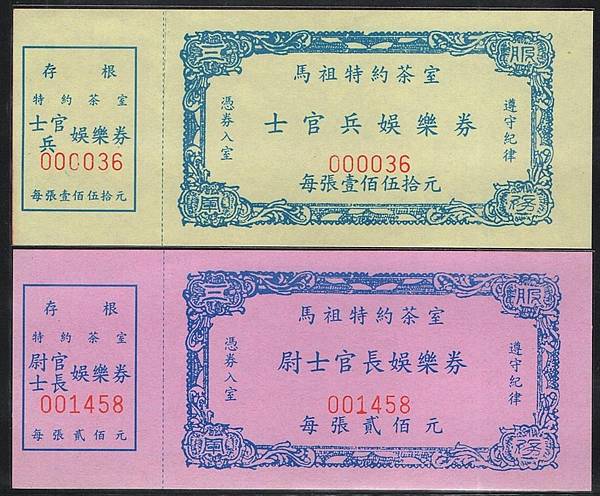 存 根
特約茶室
士官兵娛樂券
000036
每張壹佰伍拾元
三 服
馬祖特約茶室
憑券入室
士官兵娛樂券
遵守紀律
000036
每張壹佰伍拾元
軍 務
存 根
特約茶室
尉士官長娛樂券
001458
每張貳佰元
三 服
馬祖特約茶室
憑券入室
尉士官長娛樂券
遵守紀律
001458
每張貳佰元
軍 務